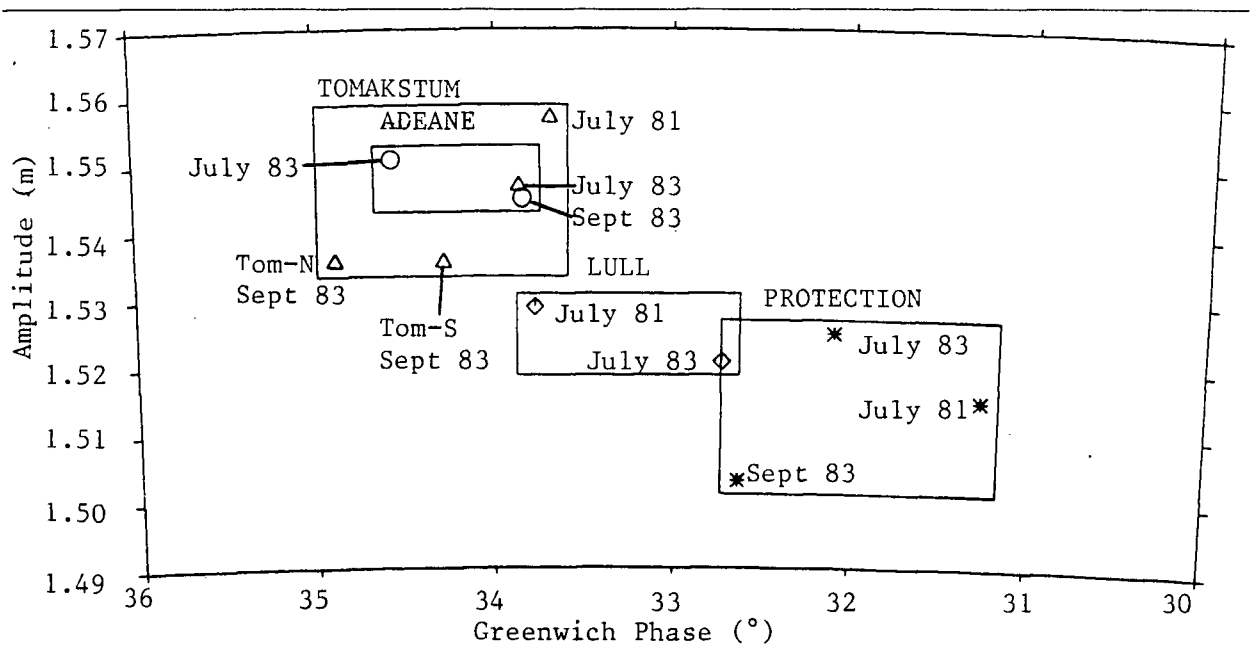 1.57
1.56
1.55
1.54
1.53
1.52
1.51
1.50
1.49
Amplitude (m)
TOMAKSTUM
ADEANE
July 81
July 83
July 83
Sept 83
Tom-N
Sept 83
Tom-S
Sept 83
LULL
July 81
July 83
PROTECTION
July 83
July 81
Sept 83
36 35 34 33 32 31 30
Greenwich Phase (°)